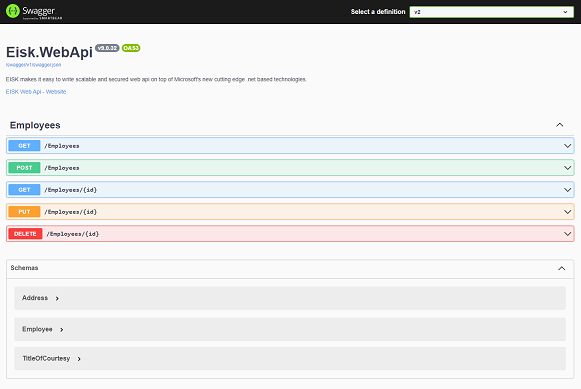 Swagger.
Supported by SMARTBEAR
Select a definition
v2
Eisk.WebApi v9.0.32 OAS3
/swagger/v1/swagger.json
EISK makes it easy to write scalable and secured web api on top of Microsoft's new cutting edge .net based technologies.
EISK Web Api - Website
Employees
GET /Employees
POST /Employees
GET /Employees/{id}
PUT /Employees/{id}
DELETE /Employees/{id}
Schemas
Address
Employee
TitleOfCourtesy